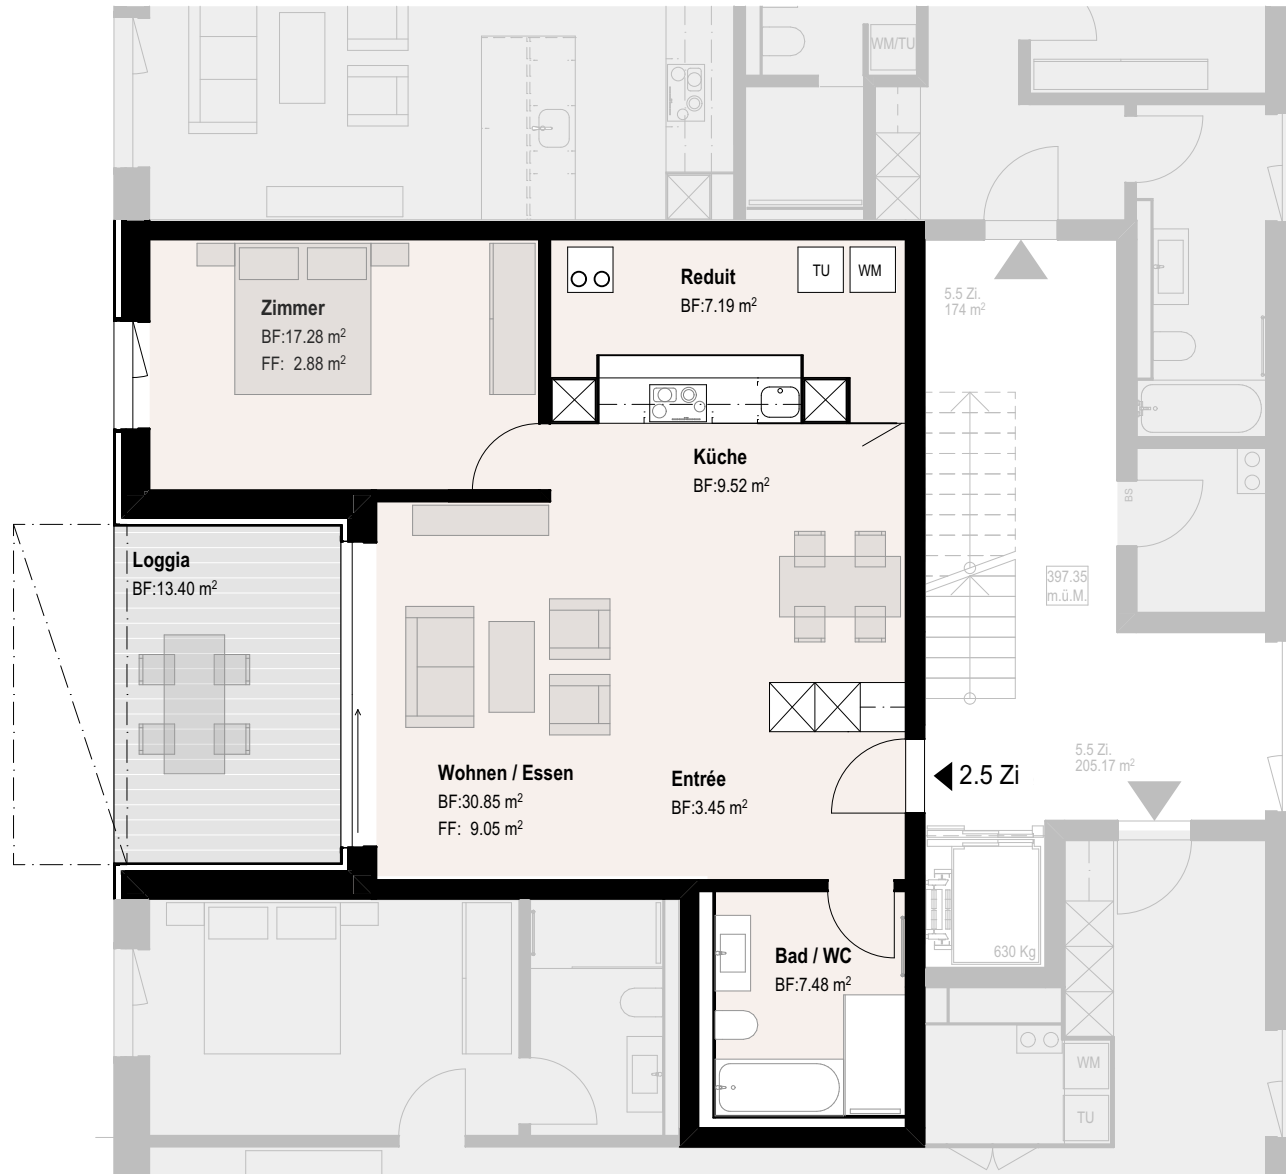 WM/TU
Reduit
BF:7.19 m²
TU
WM
Zimmer
BF:17.28 m²
FF: 2.88 m²
5.5 Zi.
174 m²
Küche
BF:9.52 m²
BS
Loggia
BF:13.40 m²
397.35
m.ü.M.
Wohnen / Essen
BF:30.85 m²
FF: 9.05 m²
Entrée
BF:3.45 m²
2.5 Zi
5.5 Zi.
205.17 m²
Bad / WC
BF:7.48 m²
630 Kg
WM
TU